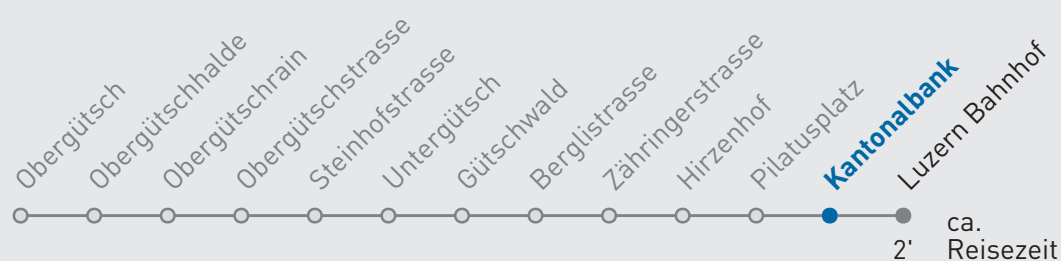 Obergütsch
Obergütschhalde
Obergütschrain
Obergütschstrasse
Steinhofstrasse
Untergütsch
Gütschwald
Berglistrasse
Zähringerstrasse
Hirzenhof
Pilatusplatz
Kantonalbank
Luzern Bahnhof
ca.
2' Reisezeit